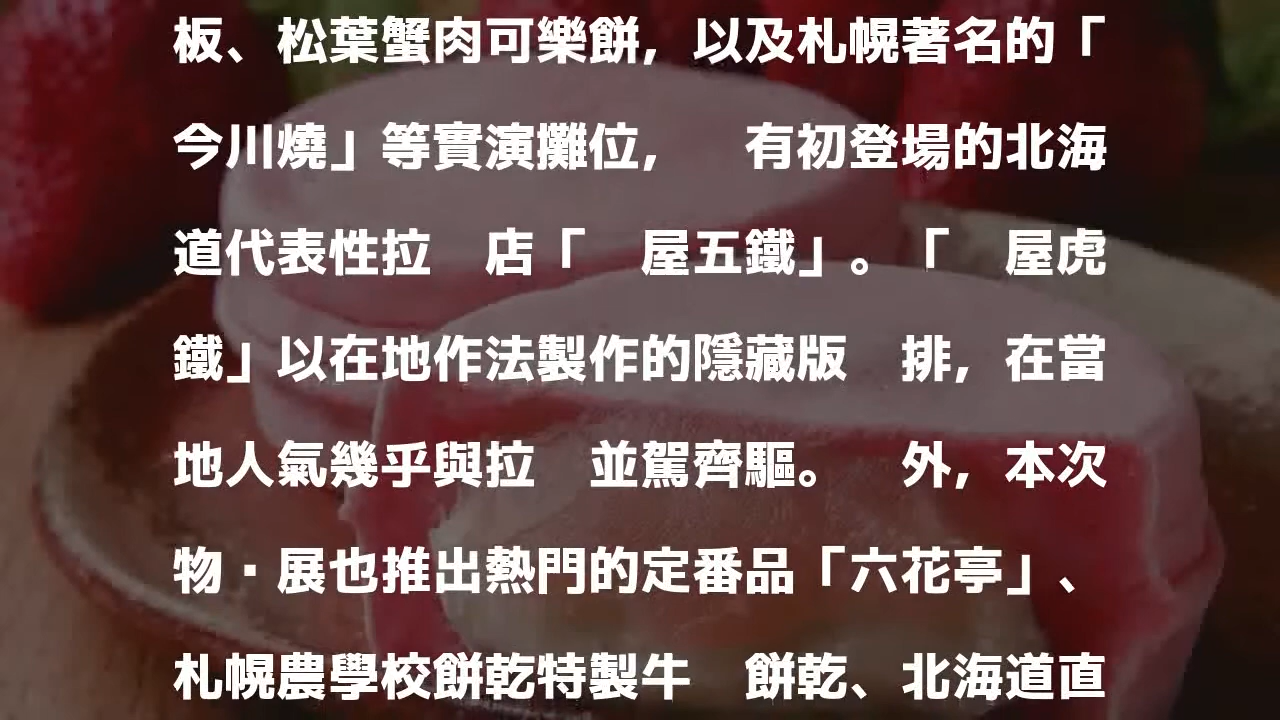 板、松葉蟹肉可樂餅，以及札幌著名的「
今川燒」等實演攤位，　有初登場的北海
道代表性拉　店「　屋五鐵」。「　屋虎
鐵」以在地作法製作的隱藏版　排，在當
地人氣幾乎與拉　並駕齊驅。　外，本次
物·展也推出熱門的定番品「六花亭」、
札幌農學校餅乾特製牛　餅乾、北海道直